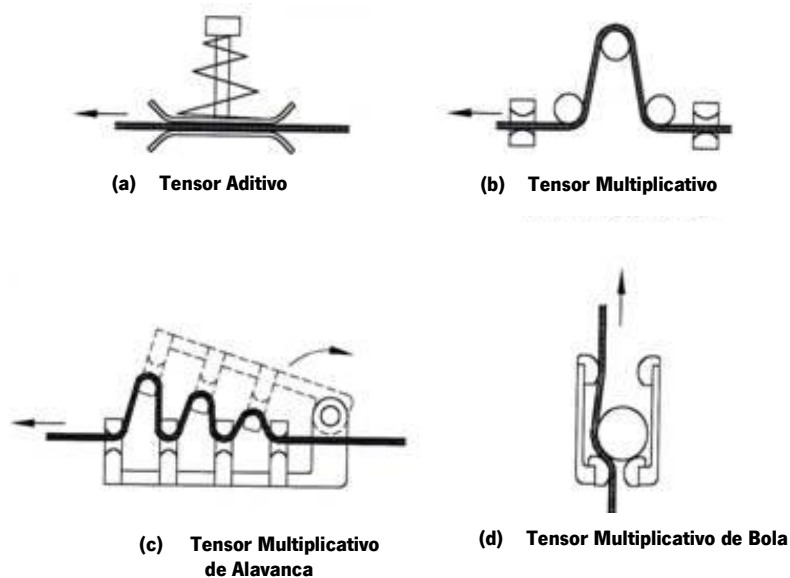 (a) Tensor Aditivo
(b) Tensor Multiplicativo
(c) Tensor Multiplicativo
de Alavanca
(d) Tensor Multiplicativo de Bola